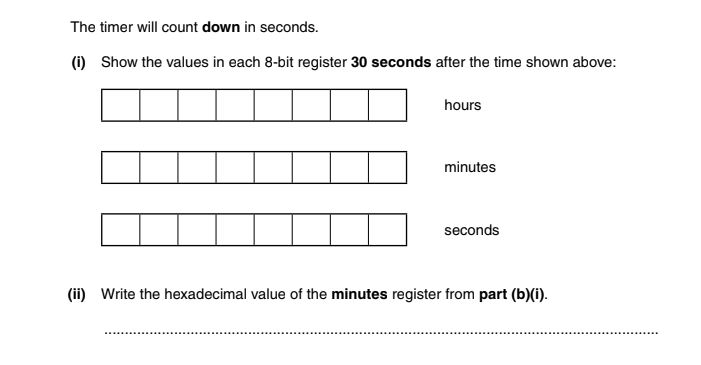 The timer will count down in seconds.
(i) Show the values in each 8-bit register 30 seconds after the time shown above:
hours
minutes
seconds
(ii) Write the hexadecimal value of the minutes register from part (b)(i).